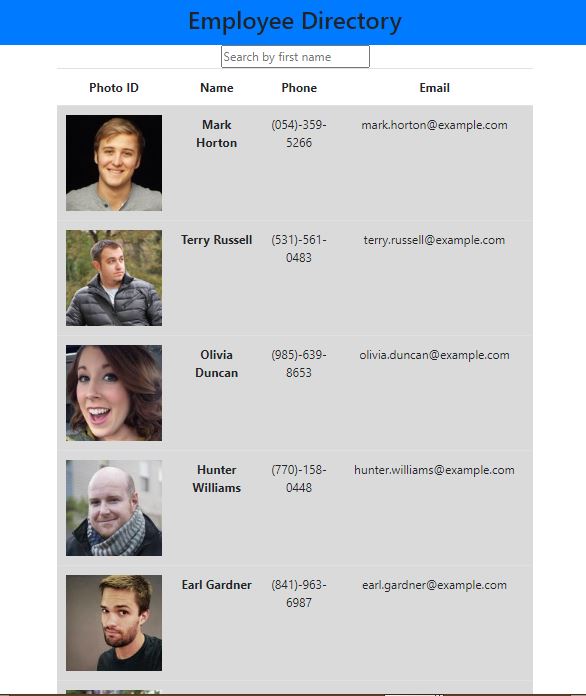 Employee Directory
Search by first name
Photo ID Name Phone Email
Mark (054)-359- mark.horton@example.com
Horton 5266
Terry Russell (531)-561- terry.russell@example.com
0483
Olivia (985)-639- olivia.duncan@example.com
Duncan 8653
Hunter (770)-158- hunter.williams@example.com
Williams 0448
Earl Gardner (841)-963- earl.gardner@example.com
6987